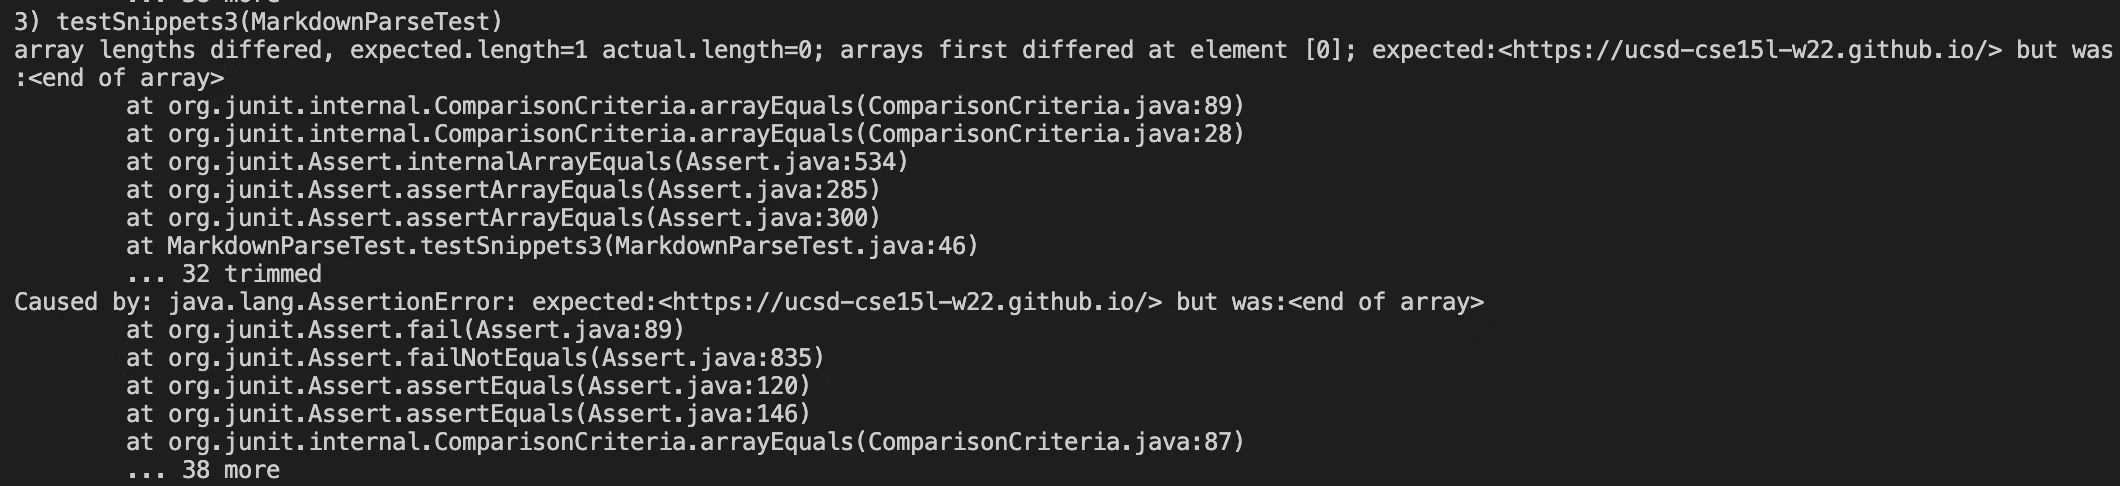 ... 38 more
3) testSnippets3(MarkdownParseTest)
array lengths differed, expected.length=1 actual.length=0; arrays first differed at element [0]; expected:<https://ucsd-cse15l-w22.github.io/> but was
:<end of array>
        at org.junit.internal.ComparisonCriteria.arrayEquals(ComparisonCriteria.java:89)
        at org.junit.internal.ComparisonCriteria.arrayEquals(ComparisonCriteria.java:28)
        at org.junit.Assert.internalArrayEquals(Assert.java:534)
        at org.junit.Assert.assertArrayEquals(Assert.java:285)
        at org.junit.Assert.assertArrayEquals(Assert.java:300)
        at MarkdownParseTest.testSnippets3(MarkdownParseTest.java:46)
        ... 32 trimmed
Caused by: java.lang.AssertionError: expected:<https://ucsd-cse15l-w22.github.io/> but was:<end of array>
        at org.junit.Assert.fail(Assert.java:89)
        at org.junit.Assert.failNotEquals(Assert.java:835)
        at org.junit.Assert.assertEquals(Assert.java:120)
        at org.junit.Assert.assertEquals(Assert.java:146)
        at org.junit.internal.ComparisonCriteria.arrayEquals(ComparisonCriteria.java:87)
        ... 38 more